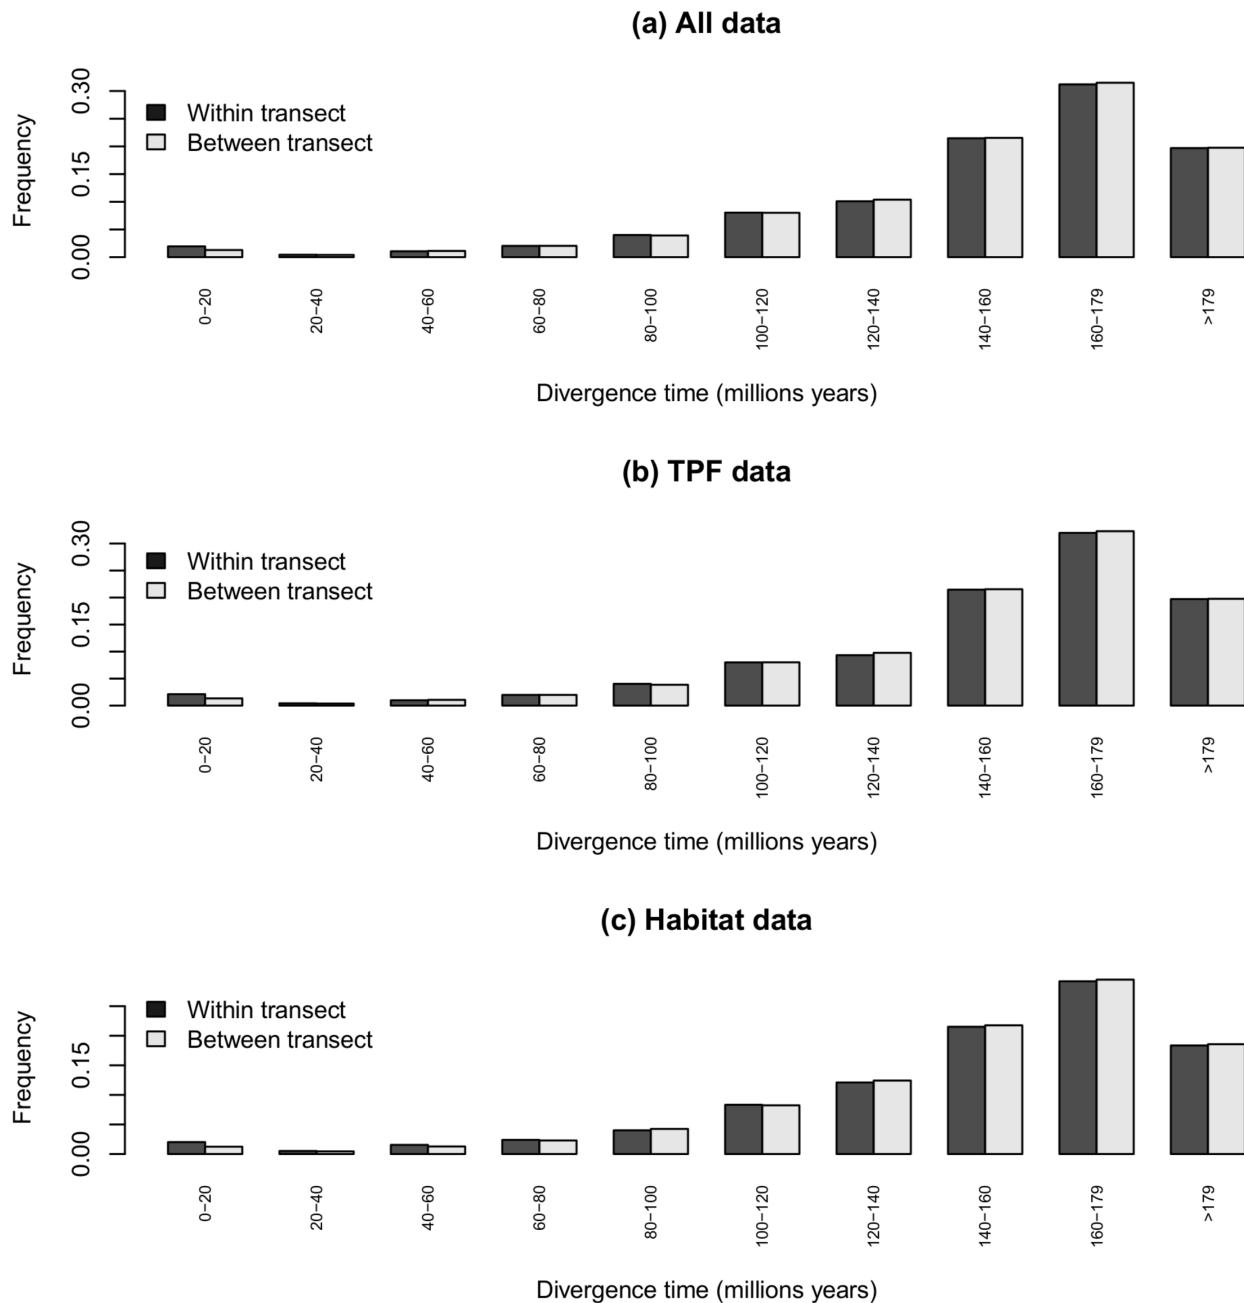 (a) All data
Frequency
0.30
0.15
0.00
Within transect
Between transect
0−20
20−40
40−60
60−80
80−100
100−120
120−140
140−160
160−179
>179
Divergence time (millions years)
(b) TPF data
Frequency
0.30
0.15
0.00
Within transect
Between transect
0−20
20−40
40−60
60−80
80−100
100−120
120−140
140−160
160−179
>179
Divergence time (millions years)
(c) Habitat data
Frequency
0.15
0.00
Within transect
Between transect
0−20
20−40
40−60
60−80
80−100
100−120
120−140
140−160
160−179
>179
Divergence time (millions years)